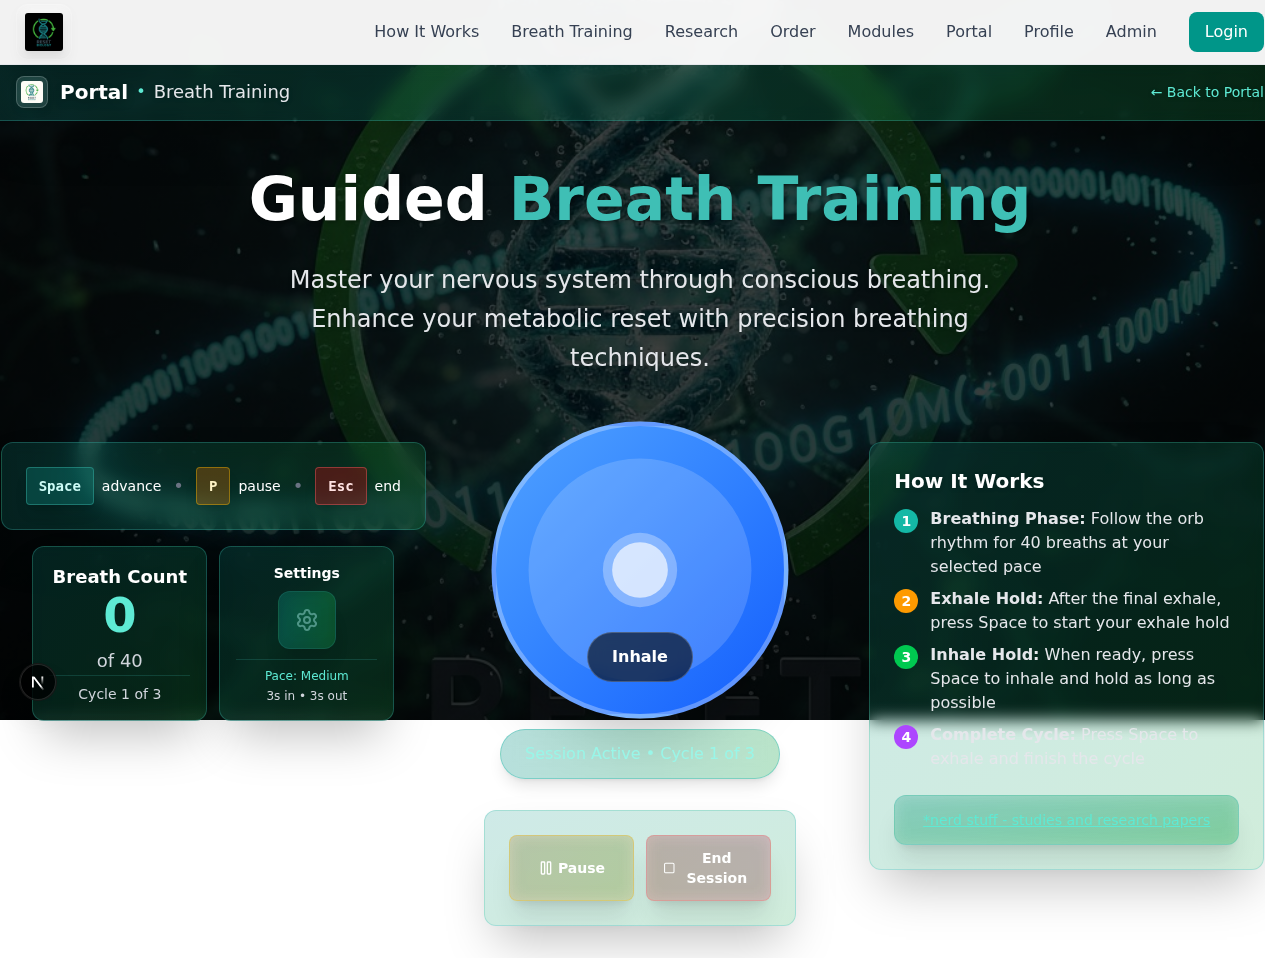 How It Works
Breath Training
Research
Order
Modules
Portal
Profile
Admin
Login
Portal • Breath Training
← Back to Portal
Guided Breath Training
Master your nervous system through conscious breathing.
Enhance your metabolic reset with precision breathing
techniques.
Space advance • P pause • Esc end
Breath Count
0
of 40
Cycle 1 of 3
Settings
Pace: Medium
3s in • 3s out
N
Inhale
Session Active • Cycle 1 of 3
Pause
End
Session
How It Works
1 Breathing Phase: Follow the orb
rhythm for 40 breaths at your
selected pace
2 Exhale Hold: After the final exhale,
press Space to start your exhale hold
3 Inhale Hold: When ready, press
Space to inhale and hold as long as
possible
4 Complete Cycle: Press Space to
exhale and finish the cycle
*nerd stuff - studies and research papers